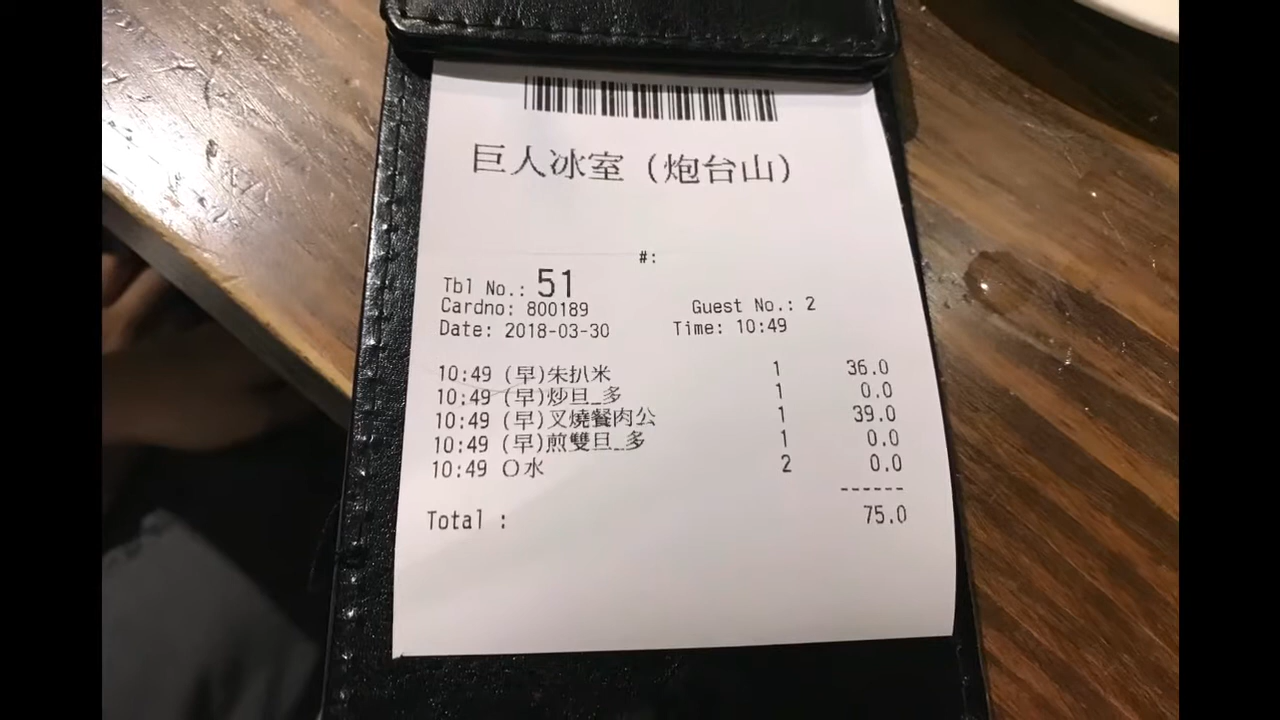 巨人冰室（炮台山）
#:
Tbl No.: 51
Cardno: 800189 Guest No.: 2
Date: 2018-03-30 Time: 10:49
10:49 (早)朱扒米 1 36.0
10:49 (早)炒旦_多 1 0.0
10:49 (早)叉燒餐肉公 1 39.0
10:49 (早)煎雙旦_多 1 0.0
10:49 〇水 2 0.0
------
Total : 75.0